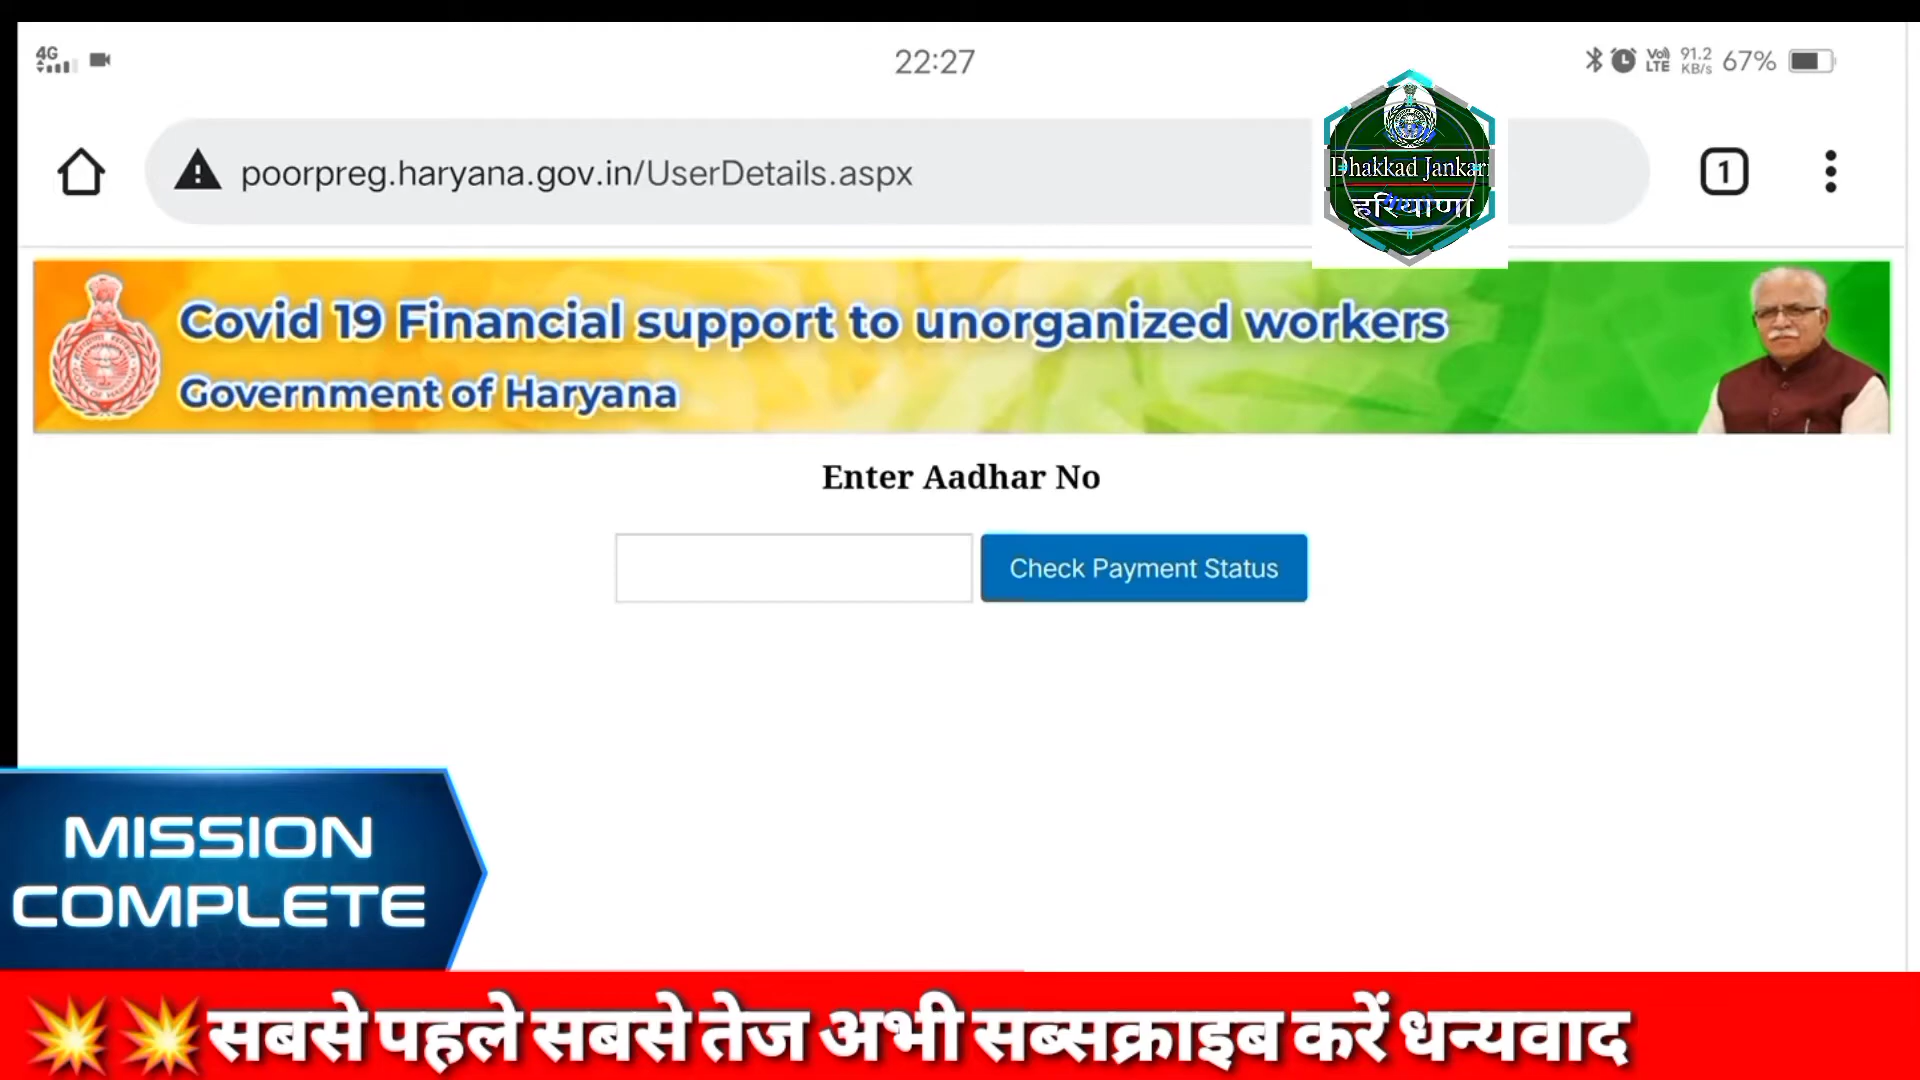 4G
22:27
Vo)) LTE 91.2 KB/s 67%
poorpreg.haryana.gov.in/UserDetails.aspx
1
Dhakkad Jankari
हरियाणा
Covid 19 Financial support to unorganized workers
Government of Haryana
Enter Aadhar No
Check Payment Status
MISSION
COMPLETE
💥💥सबसे पहले सबसे तेज अभी सब्सक्राइब करें धन्यवाद